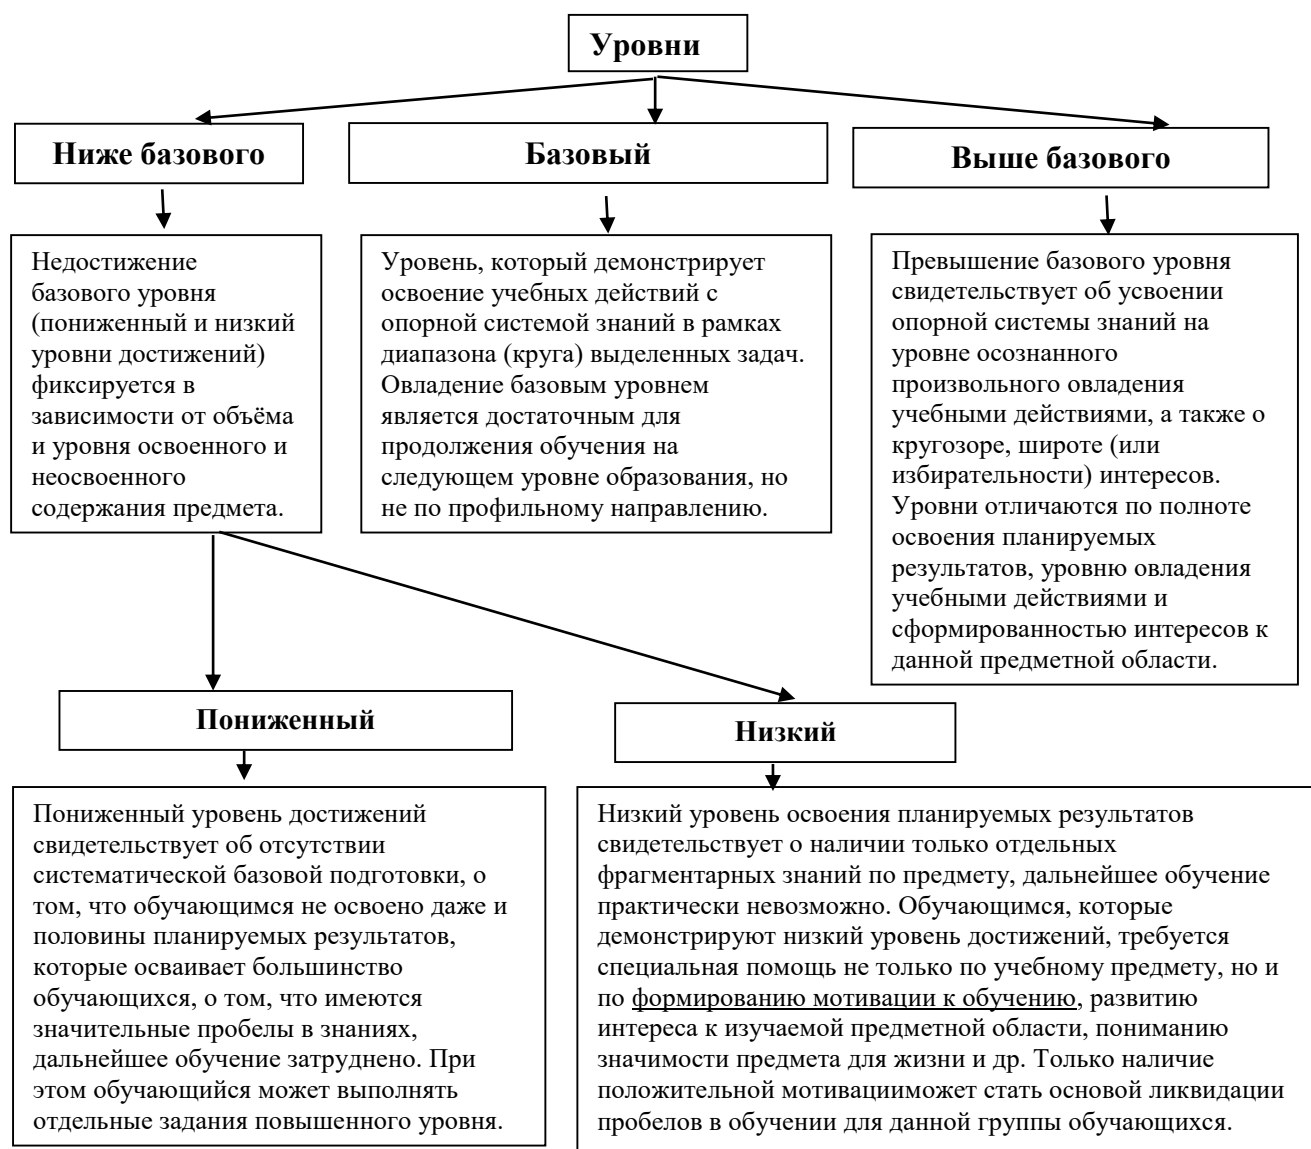 Уровни
Ниже базового
Базовый
Выше базового
Недостижение
базового уровня
(пониженный и низкий
уровни достижений)
фиксируется в
зависимости от объёма
и уровня освоенного и
неосвоенного
содержания предмета.
Уровень, который демонстрирует
освоение учебных действий с
опорной системой знаний в рамках
диапазона (круга) выделенных задач.
Овладение базовым уровнем
является достаточным для
продолжения обучения на
следующем уровне образования, но
не по профильному направлению.
Превышение базового уровня
свидетельствует об усвоении
опорной системы знаний на
уровне осознанного
произвольного овладения
учебными действиями, а также о
кругозоре, широте (или
избирательности) интересов.
Уровни отличаются по полноте
освоения планируемых
результатов, уровню овладения
учебными действиями и
сформированностью интересов к
данной предметной области.
Пониженный
Низкий
Пониженный уровень достижений
свидетельствует об отсутствии
систематической базовой подготовки, о
том, что обучающимся не освоено даже и
половины планируемых результатов,
которые осваивает большинство
обучающихся, о том, что имеются
значительные пробелы в знаниях,
дальнейшее обучение затруднено. При
этом обучающийся может выполнять
отдельные задания повышенного уровня.
Низкий уровень освоения планируемых результатов
свидетельствует о наличии только отдельных
фрагментарных знаний по предмету, дальнейшее обучение
практически невозможно. Обучающимся, которые
демонстрируют низкий уровень достижений, требуется
специальная помощь не только по учебному предмету, но и
по формированию мотивации к обучению, развитию
интереса к изучаемой предметной области, пониманию
значимости предмета для жизни и др. Только наличие
положительной мотивацииможет стать основой ликвидации
пробелов в обучении для данной группы обучающихся.